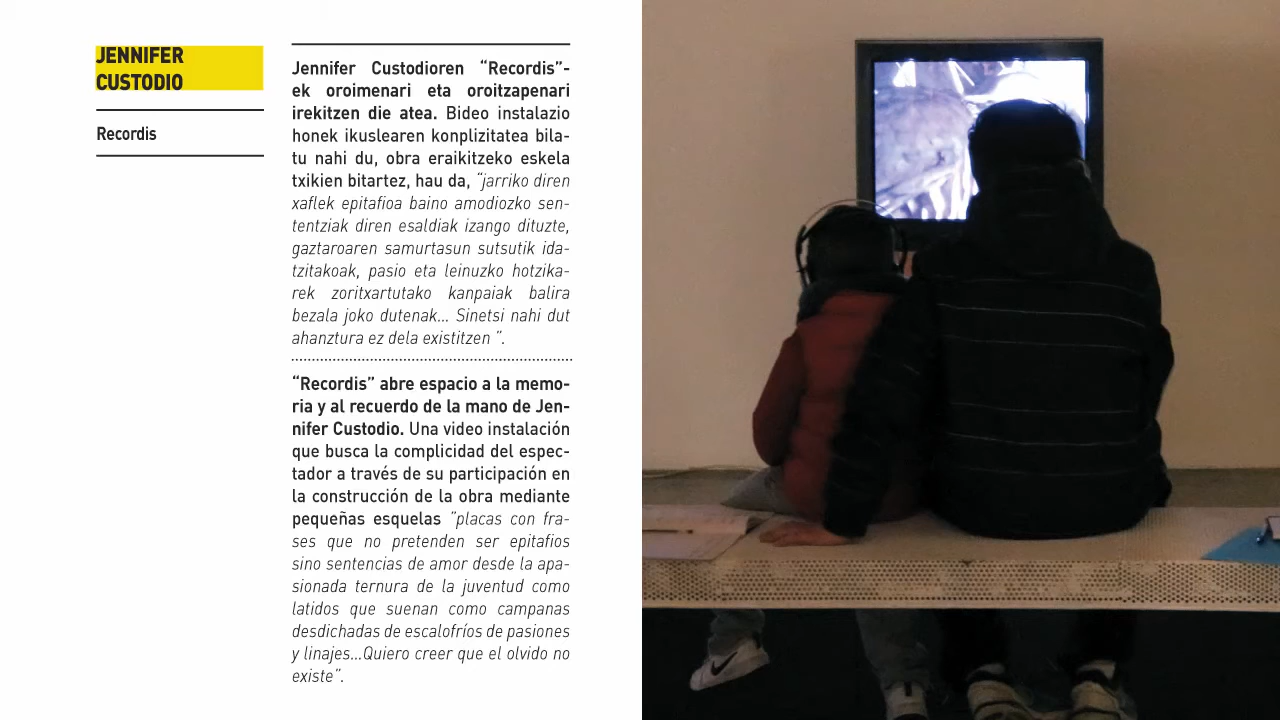 JENNIFER
CUSTODIO
Recordis
Jennifer Custodioren “Recordis”-
ek oroimenari eta oroitzapenari
irekitzen die atea. Bideo instalazio
honek ikuslearen konplizitatea bila-
tu nahi du, obra eraikitzeko eskela
txikien bitartez, hau da, “jarriko diren
xaflek epitafioa baino amodiozko sen-
tentziak diren esaldiak izango dituzte,
gaztaroaren samurtasun sutsutik ida-
tzitakoak, pasio eta leinuzko hotzika-
rek zoritxartutako kanpaiak balira
bezala joko dutenak... Sinetsi nahi dut
ahanztura ez dela existitzen ”.
“Recordis” abre espacio a la memo-
ria y al recuerdo de la mano de Jen-
nifer Custodio. Una video instalación
que busca la complicidad del espec-
tador a través de su participación en
la construcción de la obra mediante
pequeñas esquelas “placas con fra-
ses que no pretenden ser epitafios
sino sentencias de amor desde la apa-
sionada ternura de la juventud como
latidos que suenan como campanas
desdichadas de escalofríos de pasiones
y linajes...Quiero creer que el olvido no
existe”.